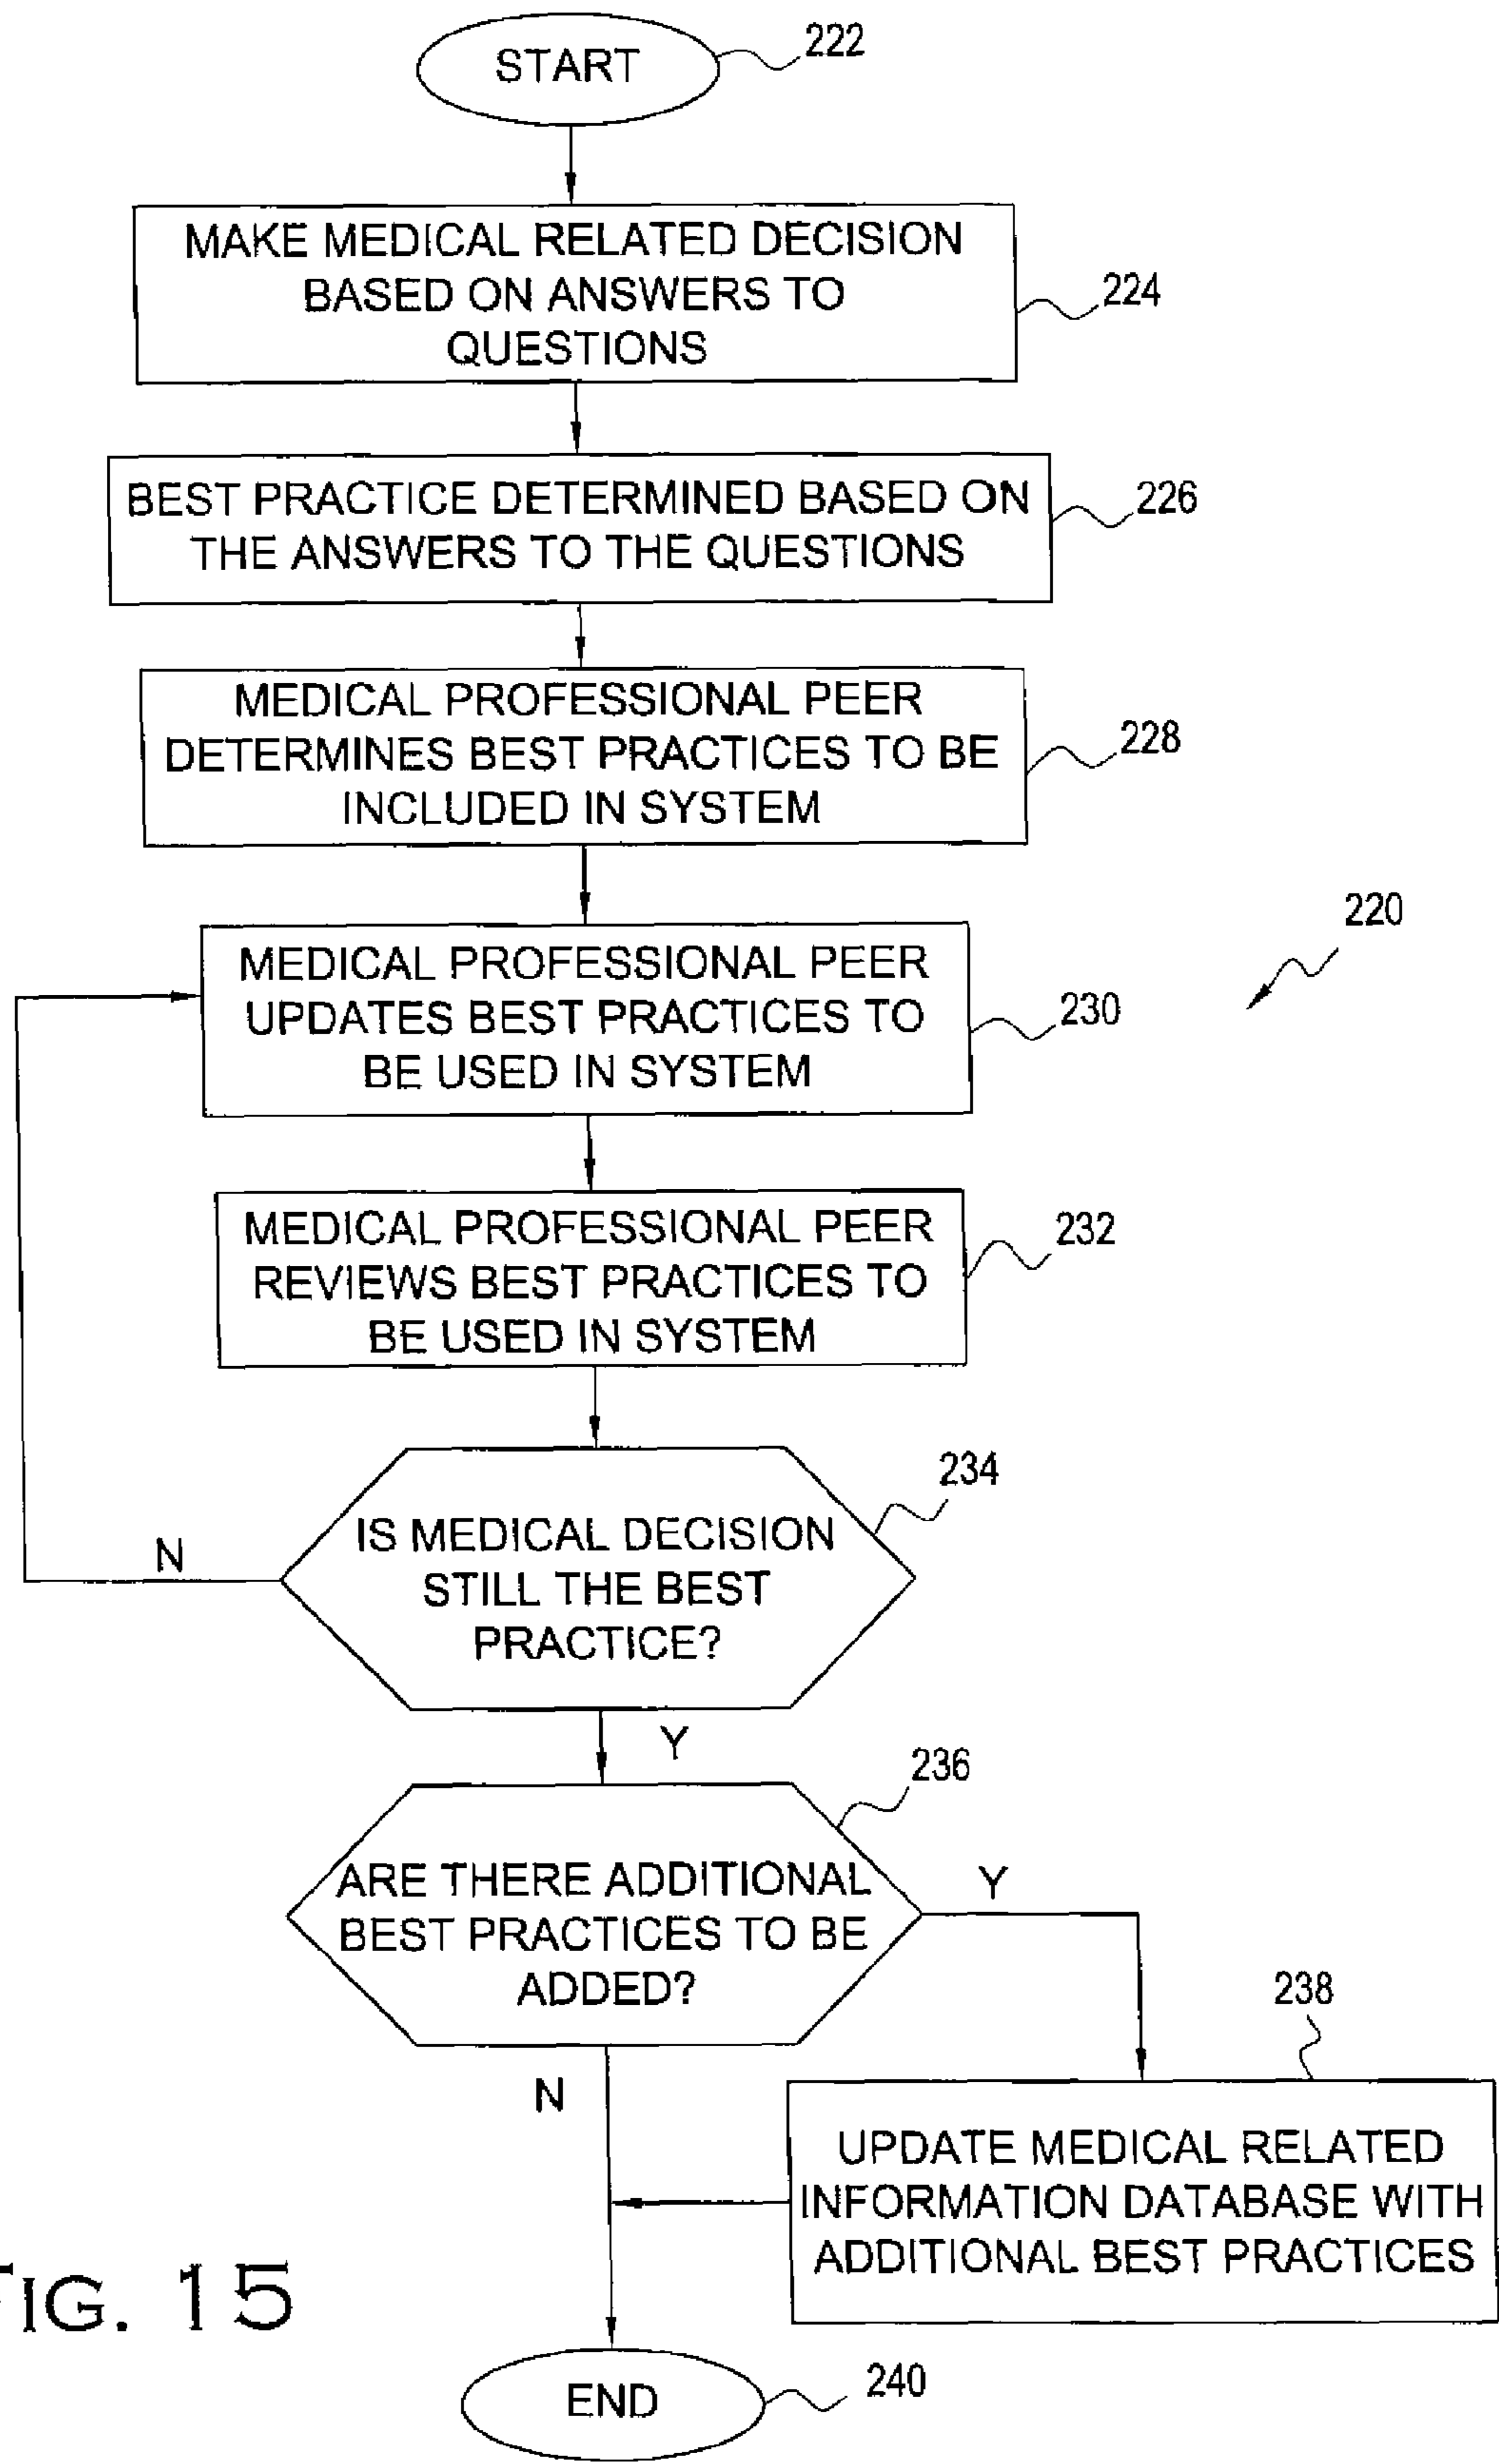 START
222
MAKE MEDICAL RELATED DECISION
BASED ON ANSWERS TO
QUESTIONS
224
BEST PRACTICE DETERMINED BASED ON
THE ANSWERS TO THE QUESTIONS
226
MEDICAL PROFESSIONAL PEER
DETERMINES BEST PRACTICES TO BE
INCLUDED IN SYSTEM
228
220
MEDICAL PROFESSIONAL PEER
UPDATES BEST PRACTICES TO
BE USED IN SYSTEM
230
MEDICAL PROFESSIONAL PEER
REVIEWS BEST PRACTICES TO
BE USED IN SYSTEM
232
234
IS MEDICAL DECISION
STILL THE BEST
PRACTICE?
N
Y
236
ARE THERE ADDITIONAL
BEST PRACTICES TO BE
ADDED?
Y
N
238
UPDATE MEDICAL RELATED
INFORMATION DATABASE WITH
ADDITIONAL BEST PRACTICES
FIG. 15
END
240